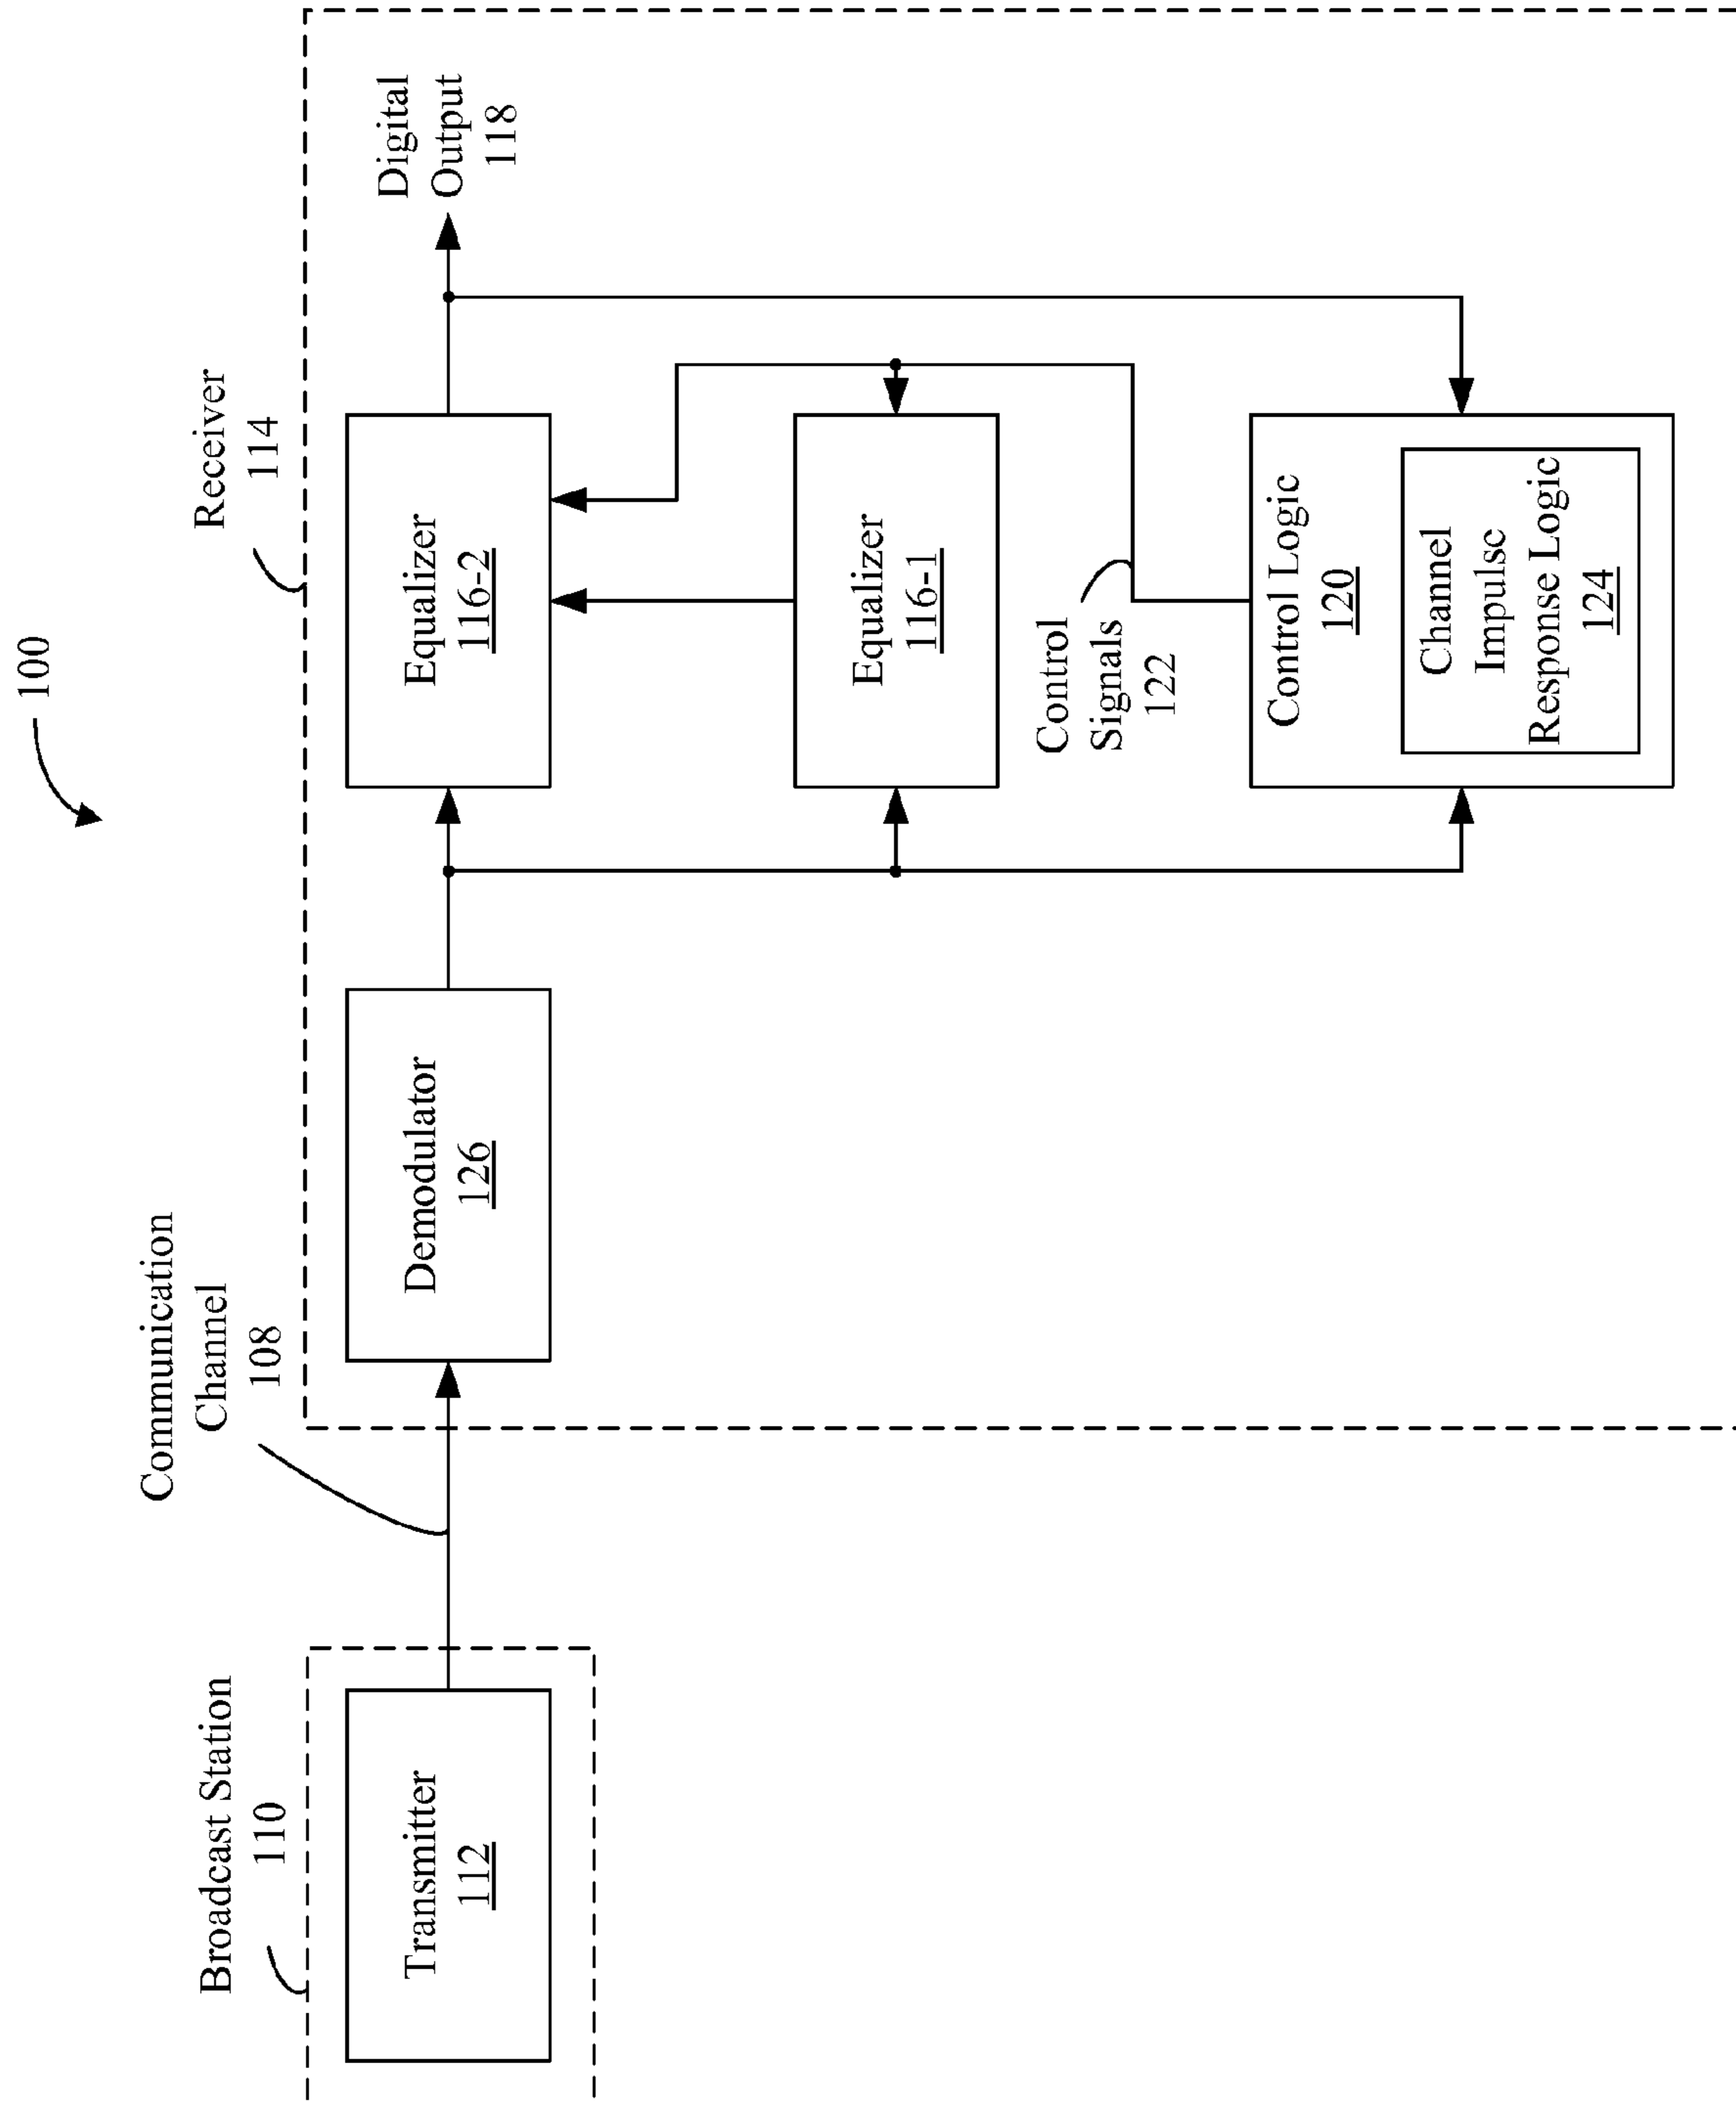 100
Broadcast Station
110
Transmitter
112
Communication
Channel
108
Receiver
114
Demodulator
126
Equalizer
116-2
Digital
Output
118
Equalizer
116-1
Control
Signals
122
Control Logic
120
Channel
Impulse
Response Logic
124